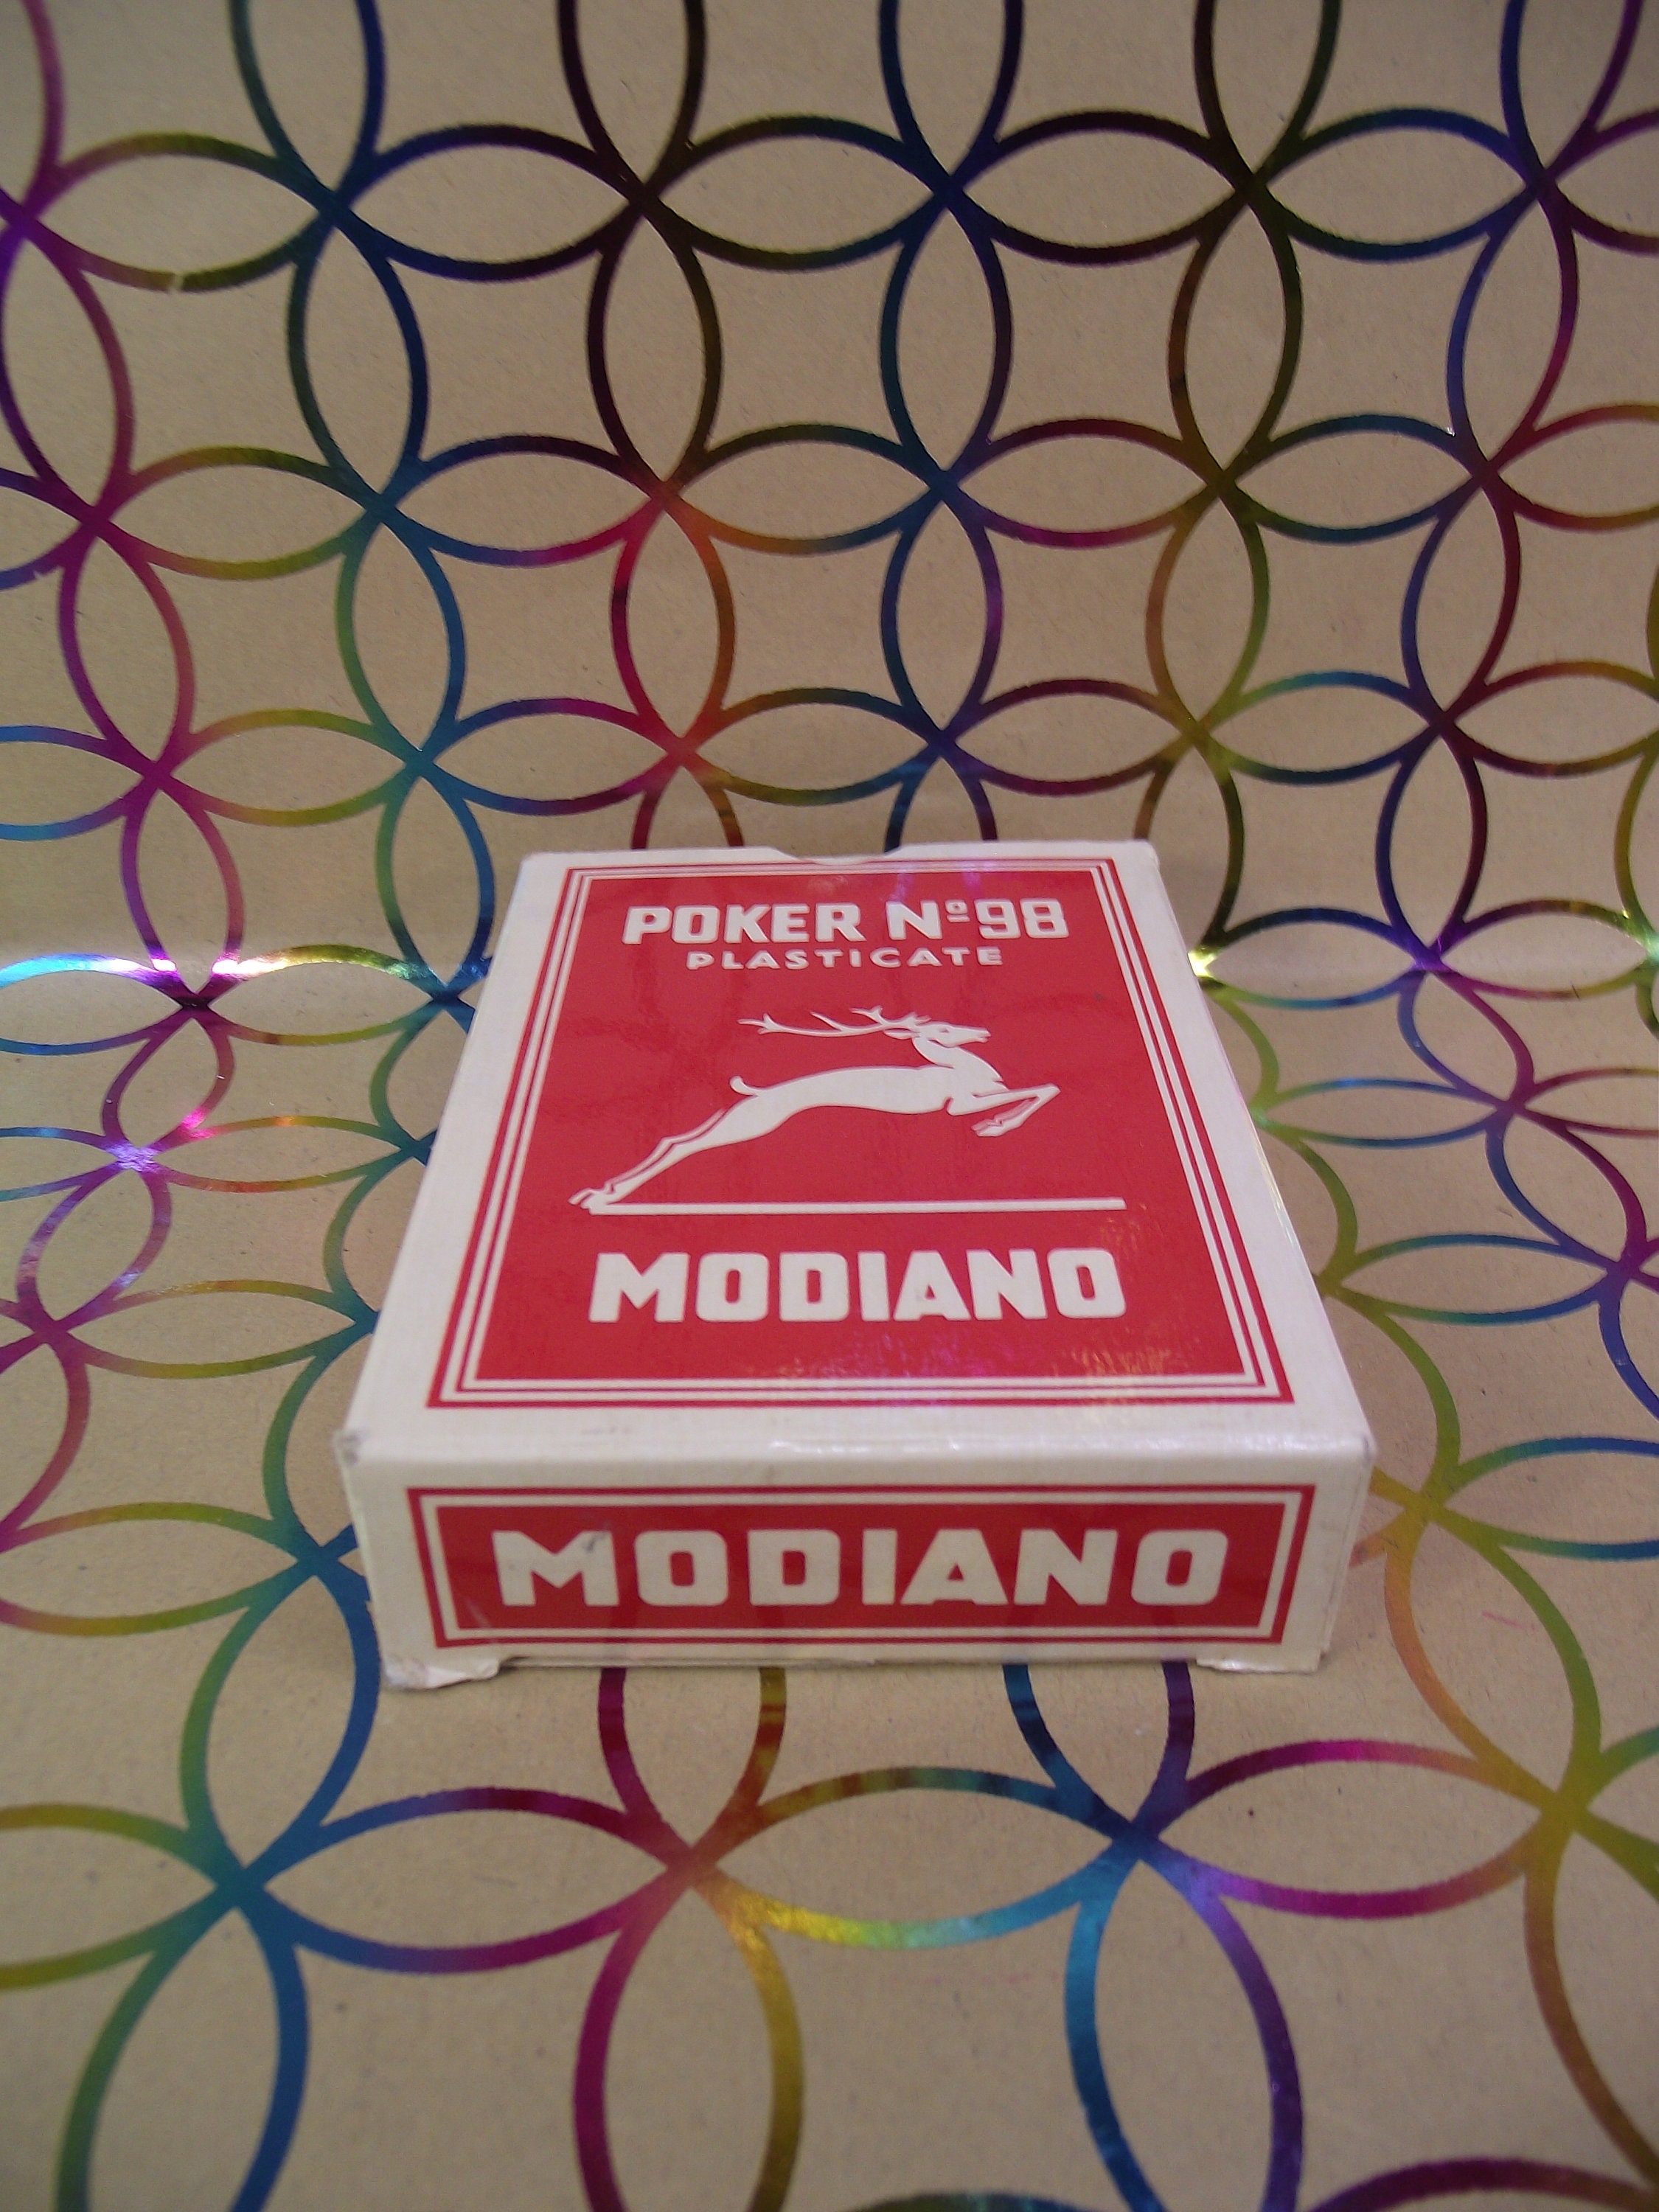 POKER Nº98
PLASTICATE
MODIANO
MODIANO